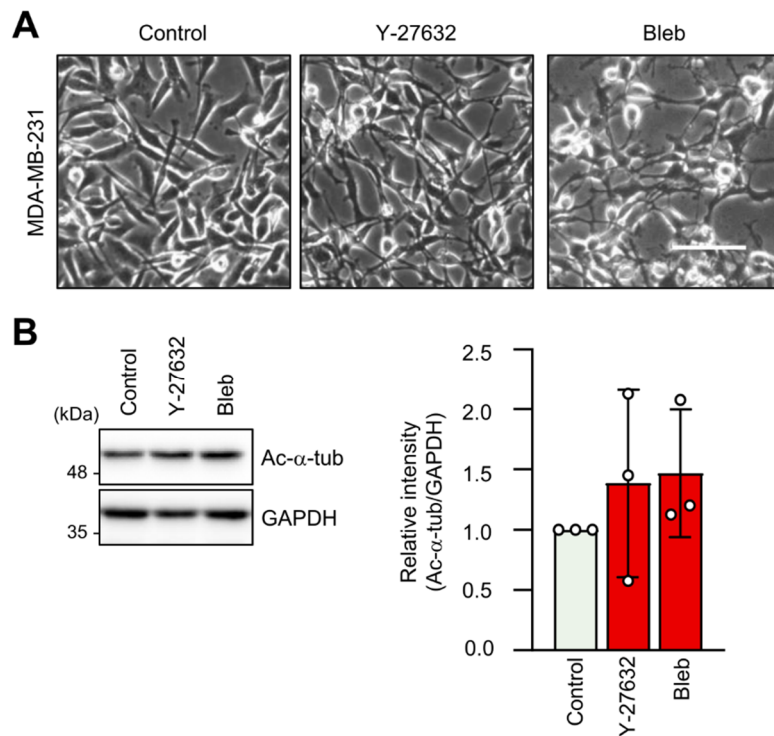 A
Control
Y-27632
Bleb
MDA-MB-231
B
Control
Y-27632
Bleb
(kDa)
48
35
Ac-α-tub
GAPDH
Relative intensity
(Ac-α-tub/GAPDH)
2.5
2.0
1.5
1.0
0.5
0.0
Control
Y-27632
Bleb